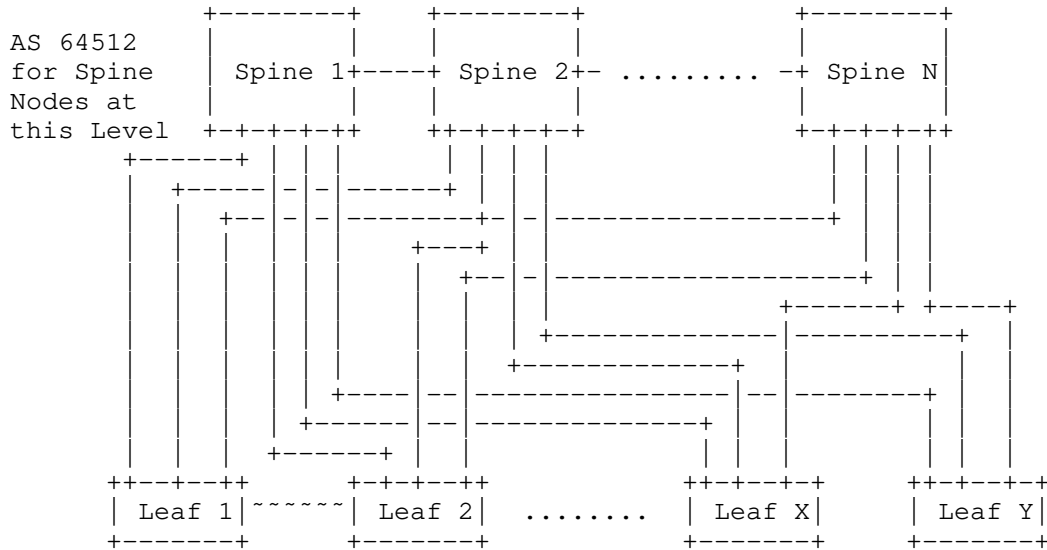 AS 64512
for Spine
Nodes at
this Level
Spine 1
Spine 2
.........
Spine N
Leaf 1
~~~~~~
Leaf 2
........
Leaf X
Leaf Y